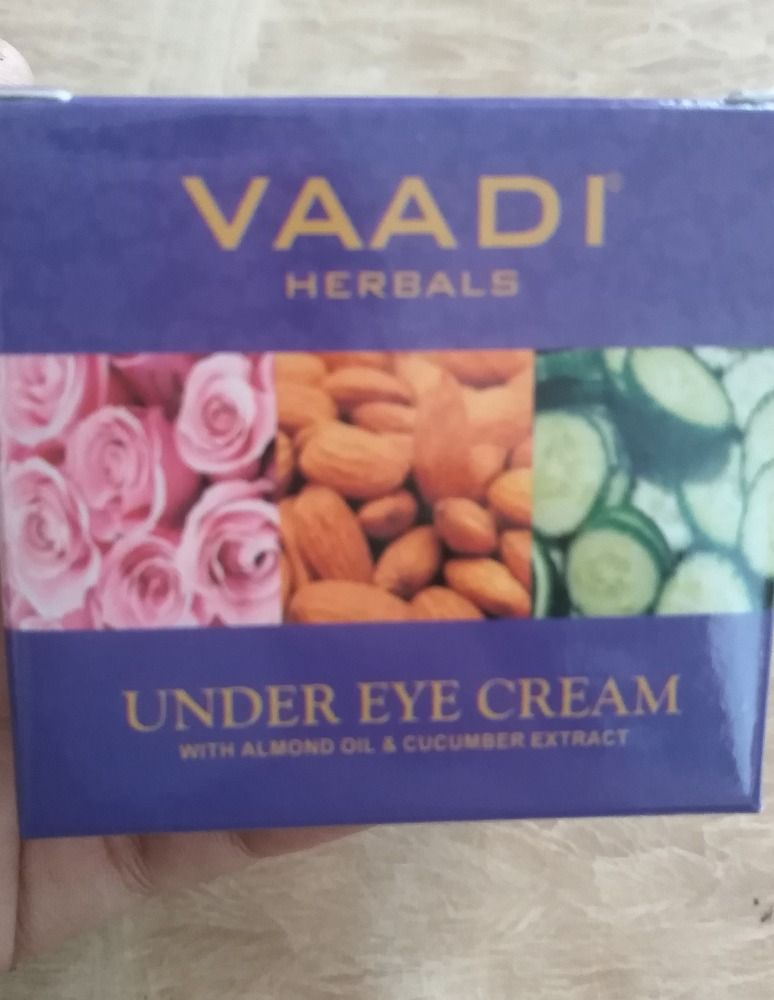 VAADI®
HERBALS
UNDER EYE CREAM
WITH ALMOND OIL & CUCUMBER EXTRACT